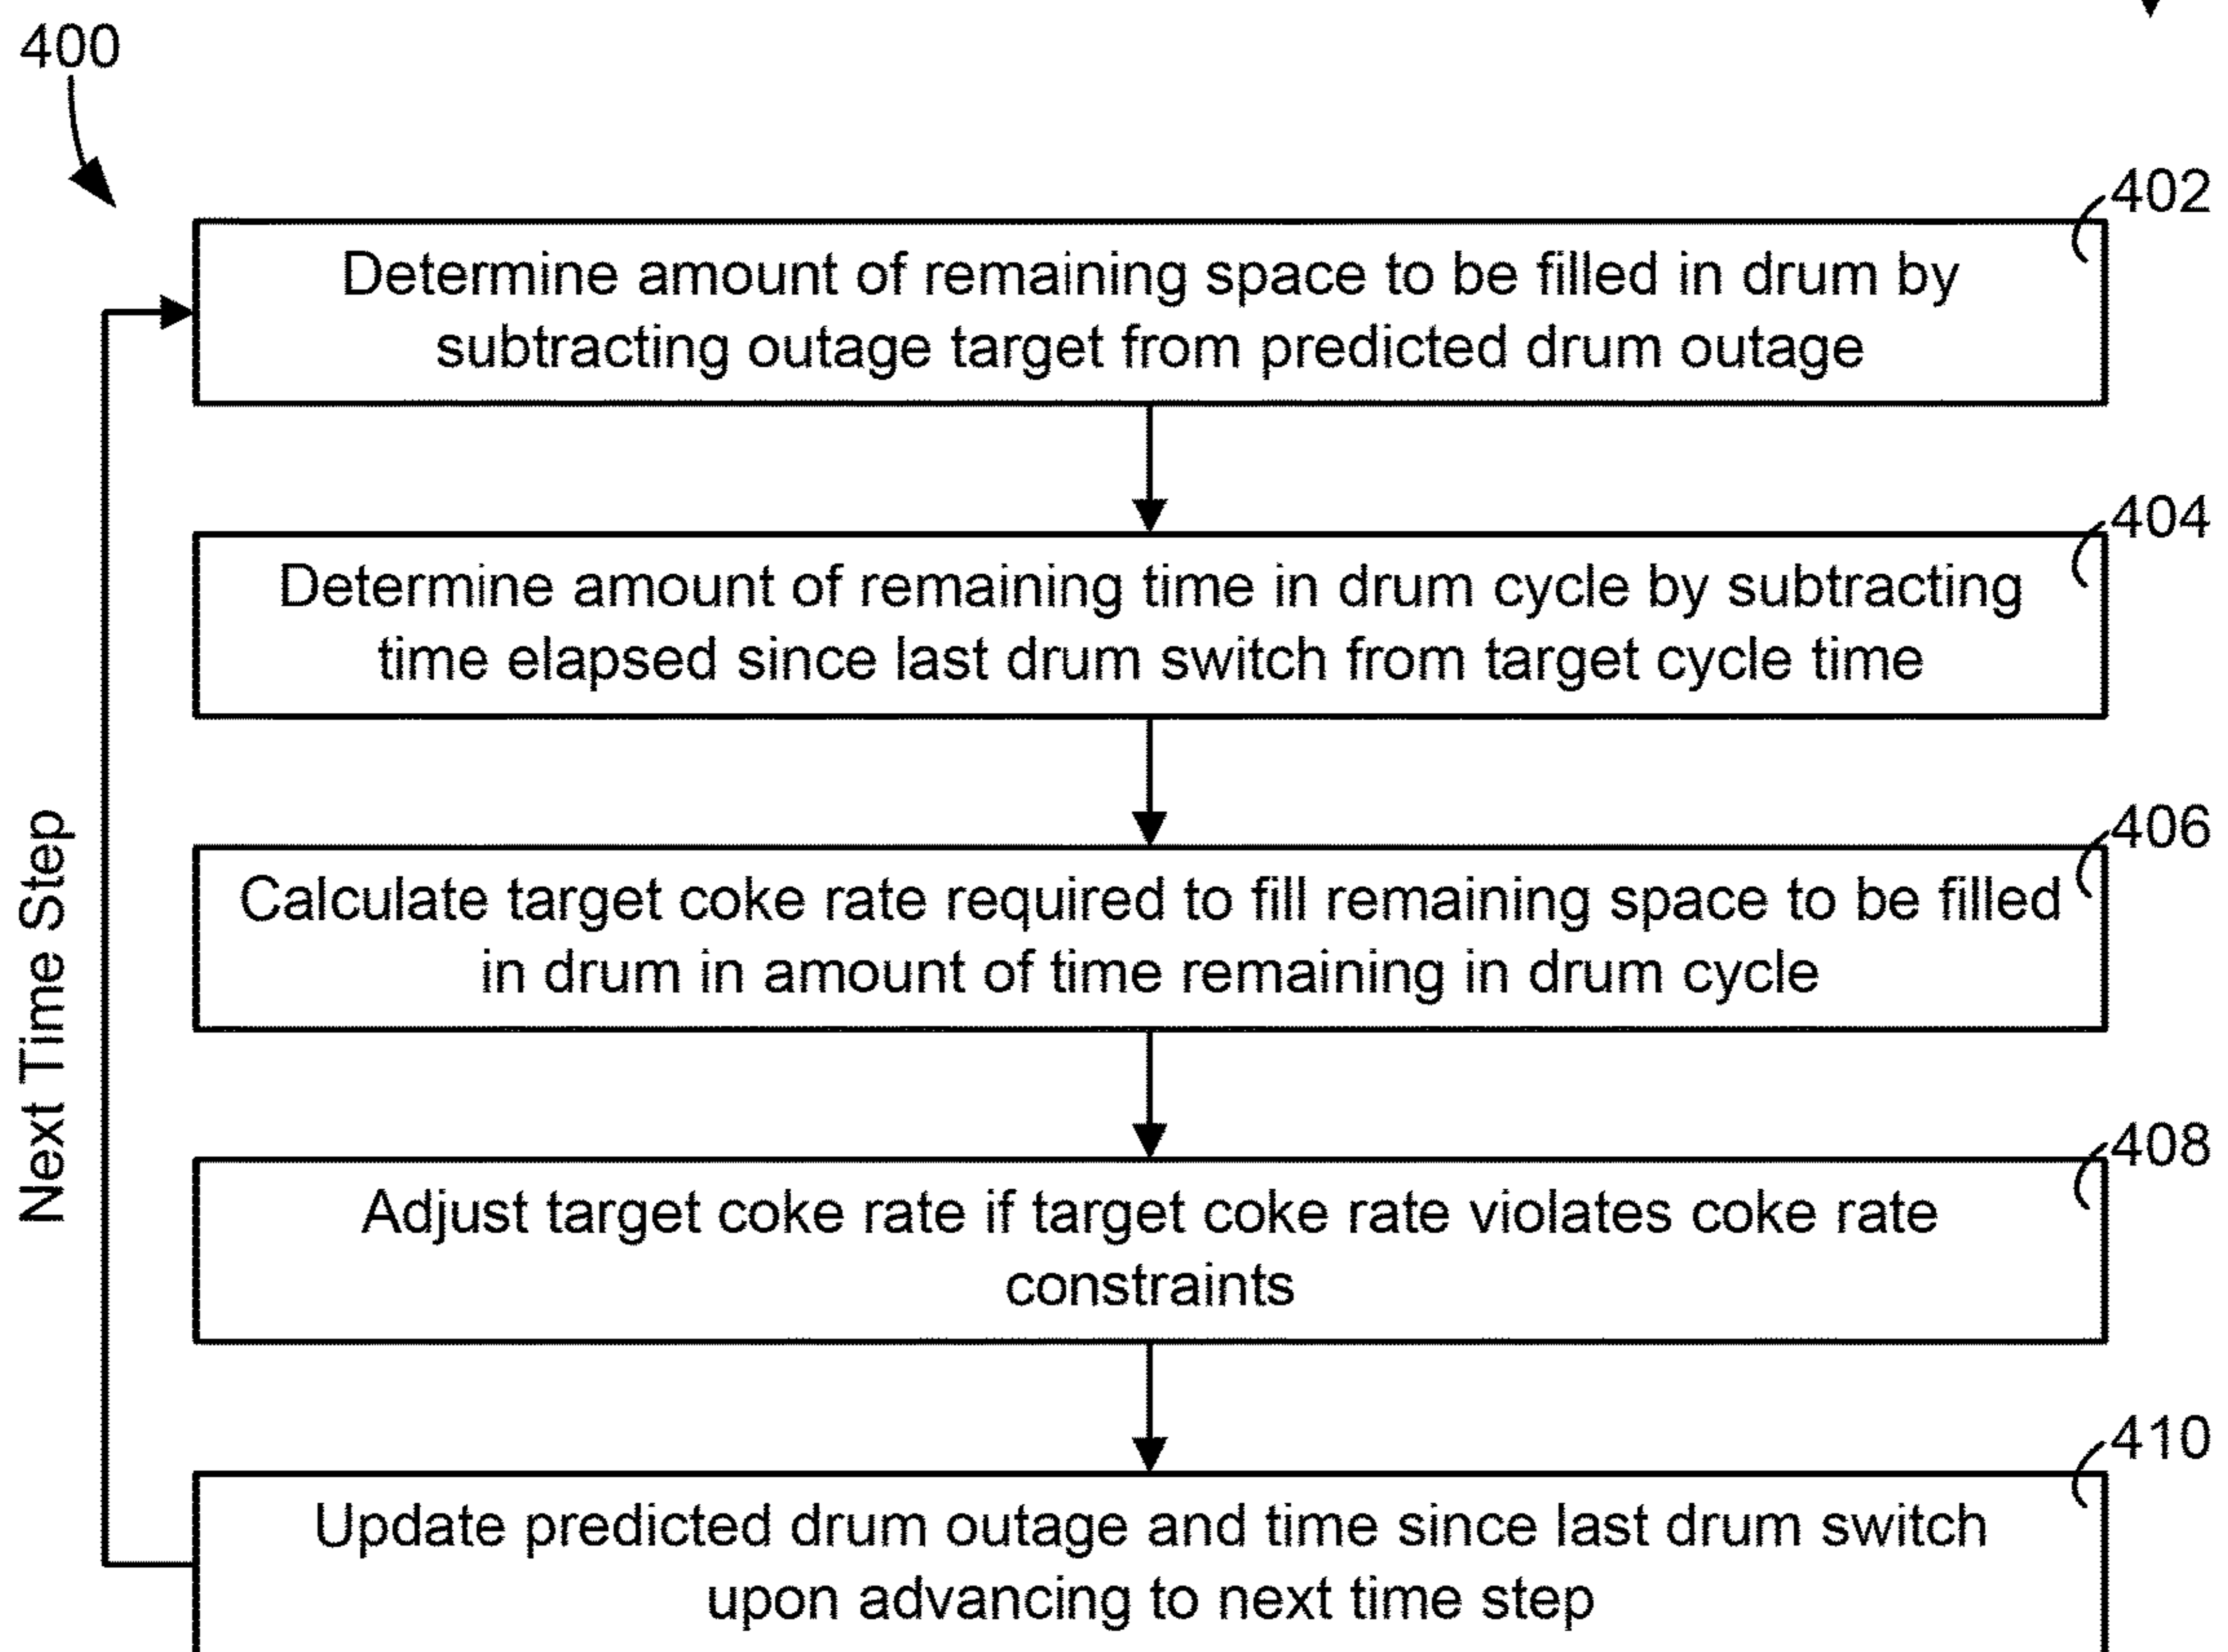 400
402
Determine amount of remaining space to be filled in drum by
subtracting outage target from predicted drum outage
404
Determine amount of remaining time in drum cycle by subtracting
time elapsed since last drum switch from target cycle time
406
Calculate target coke rate required to fill remaining space to be filled
in drum in amount of time remaining in drum cycle
Next Time Step
408
Adjust target coke rate if target coke rate violates coke rate
constraints
410
Update predicted drum outage and time since last drum switch
upon advancing to next time step